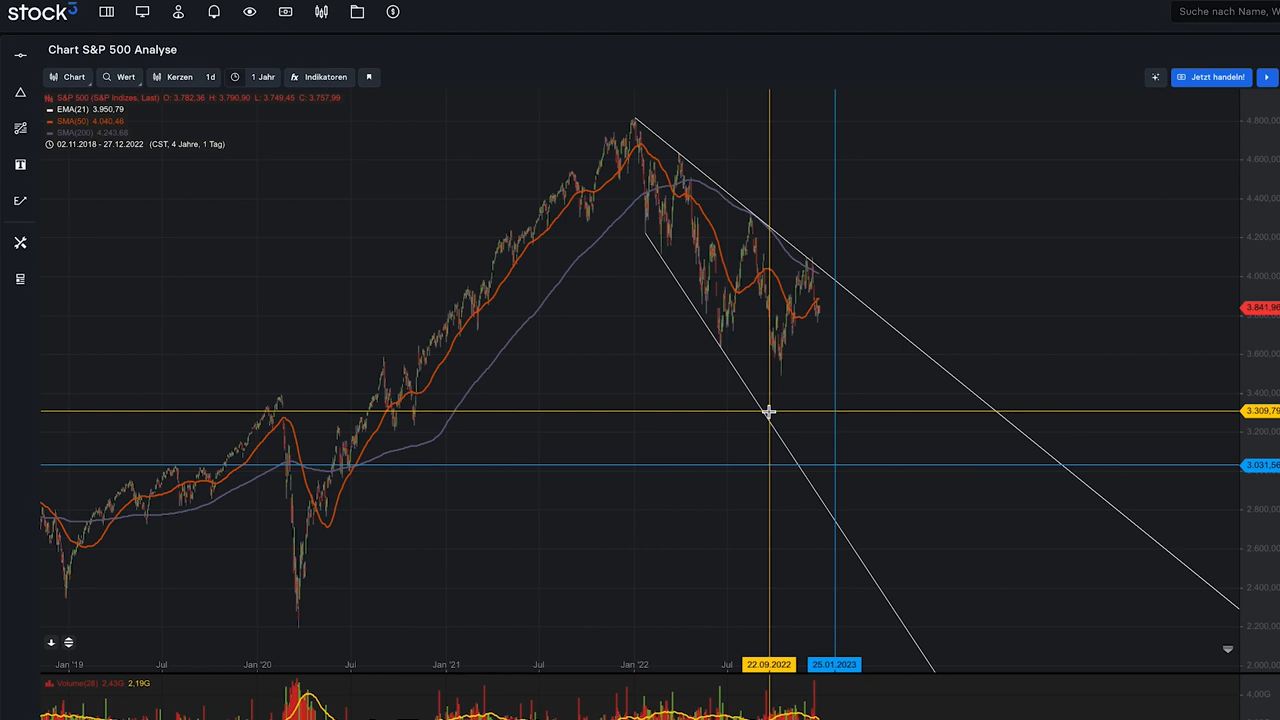 stock3
Suche nach Name, W
Chart S&P 500 Analyse
Chart Wert Kerzen 1d 1 Jahr fx Indikatoren Jetzt handeln!
S&P 500 (S&P Indizes, Last) O: 3.782,36 H: 3.790,90 L: 3.749,45 C: 3.757,99
EMA(21) 3.950,79
SMA(50) 4.040,46
SMA(200) 4.243,68
02.11.2018 - 27.12.2022 (CST, 4 Jahre, 1 Tag)
4.800,00
4.600,00
4.400,00
4.200,00
4.000,00
3.841,96
3.600,00
3.400,00
3.309,79
3.200,00
3.031,56
2.800,00
2.600,00
2.400,00
2.200,00
2.000,00
Jan '19 Jul Jan '20 Jul Jan '21 Jul Jan '22 Jul 22.09.2022 25.01.2023
Volume(28) 2,43G 2,19G
4,00G